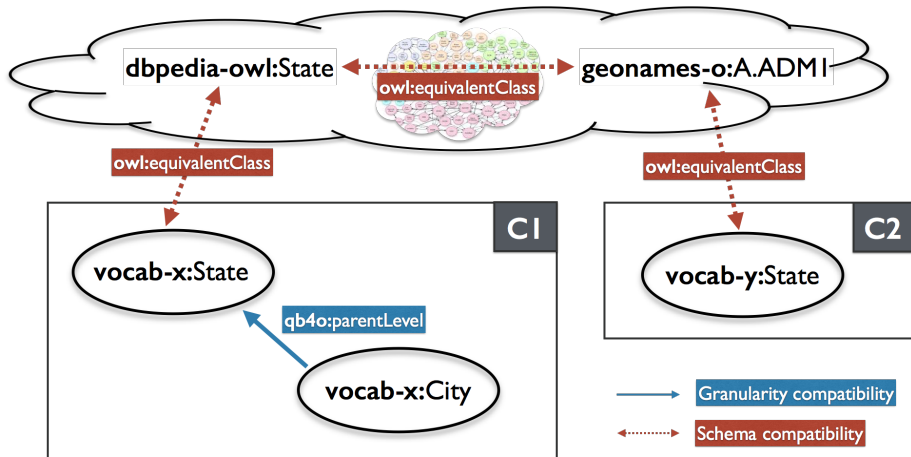 dbpedia-owl:State
geonames-o:A.ADM1
owl:equivalentClass
owl:equivalentClass
owl:equivalentClass
C1
C2
vocab-x:State
vocab-y:State
qb4o:parentLevel
vocab-x:City
Granularity compatibility
Schema compatibility